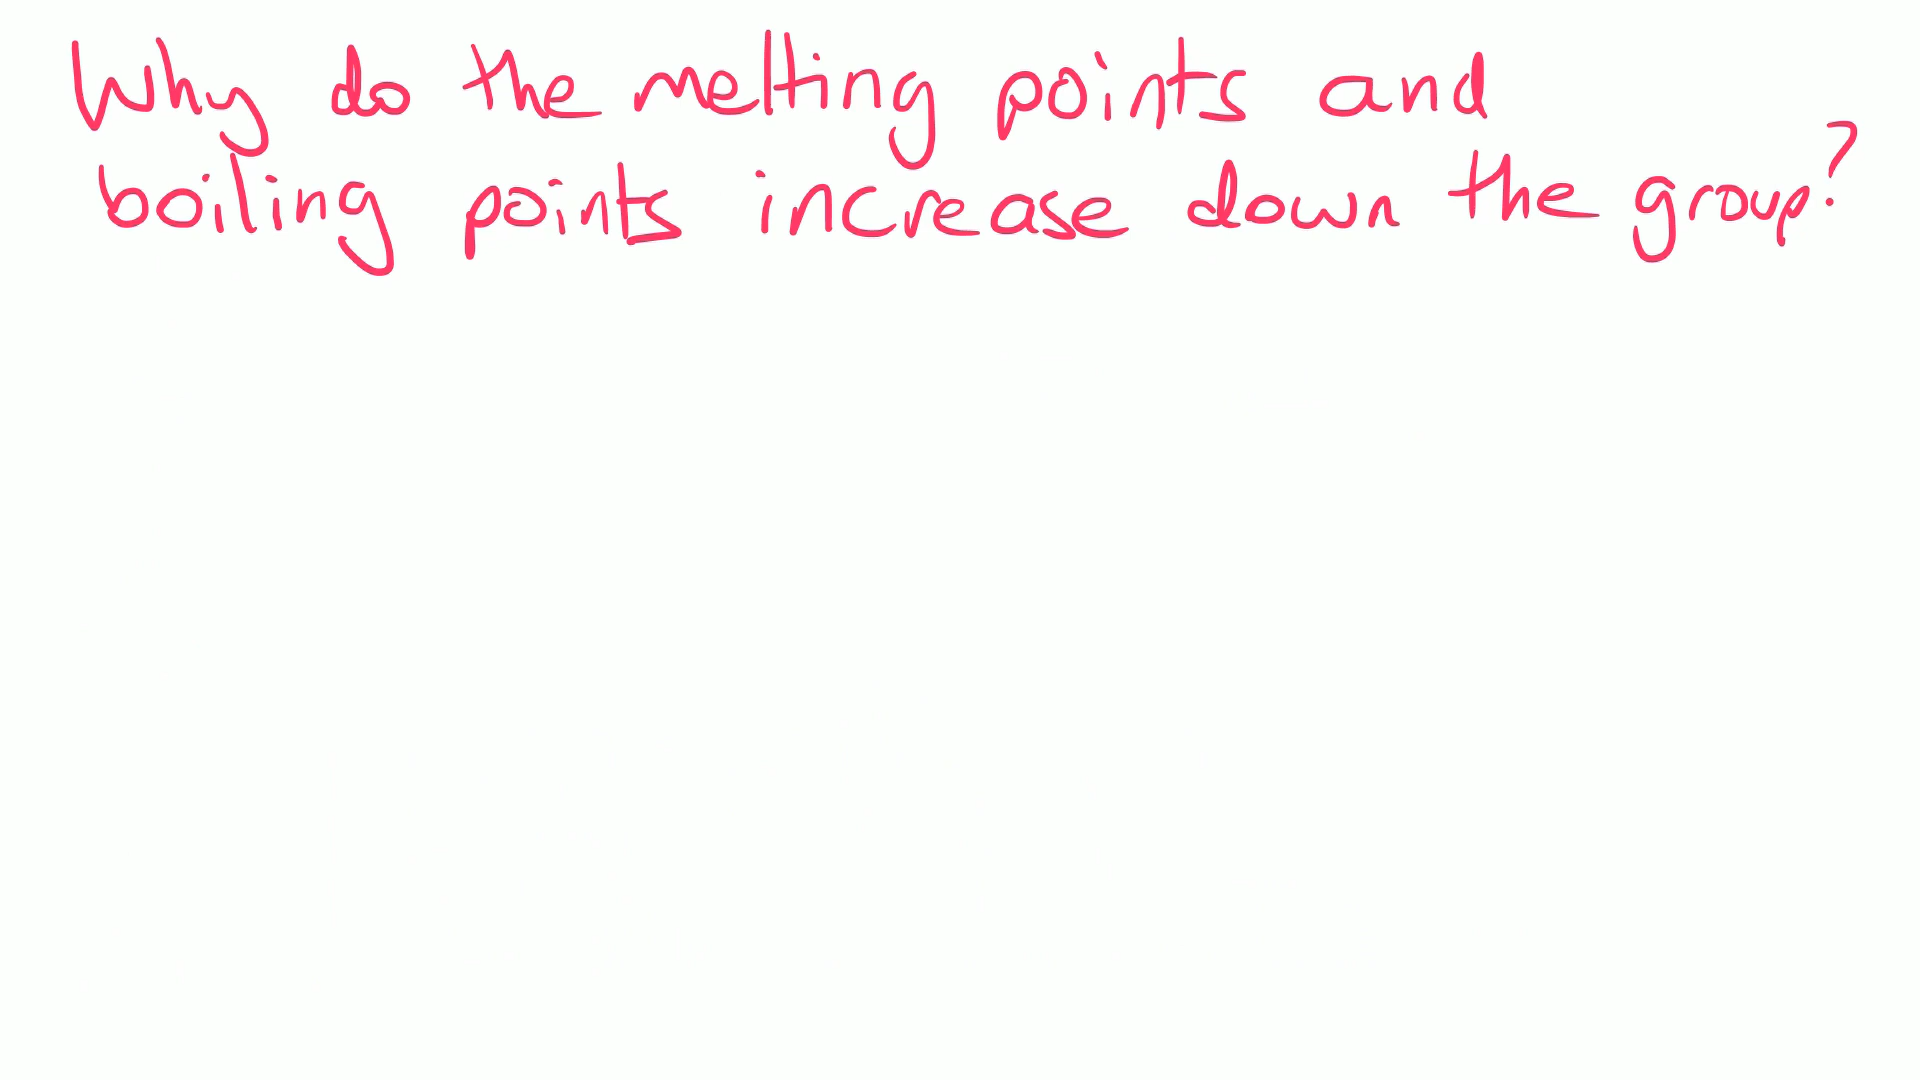 Why do the melting points and
boiling points increase down the group?